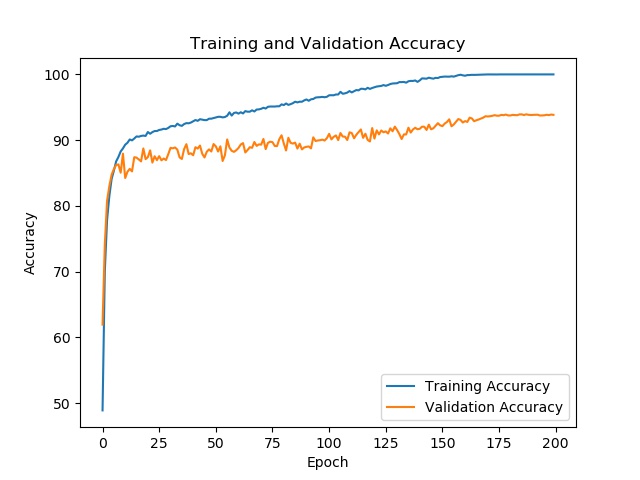 Training and Validation Accuracy
Accuracy
100
90
80
70
60
50
Training Accuracy
Validation Accuracy
0 25 50 75 100 125 150 175 200
Epoch